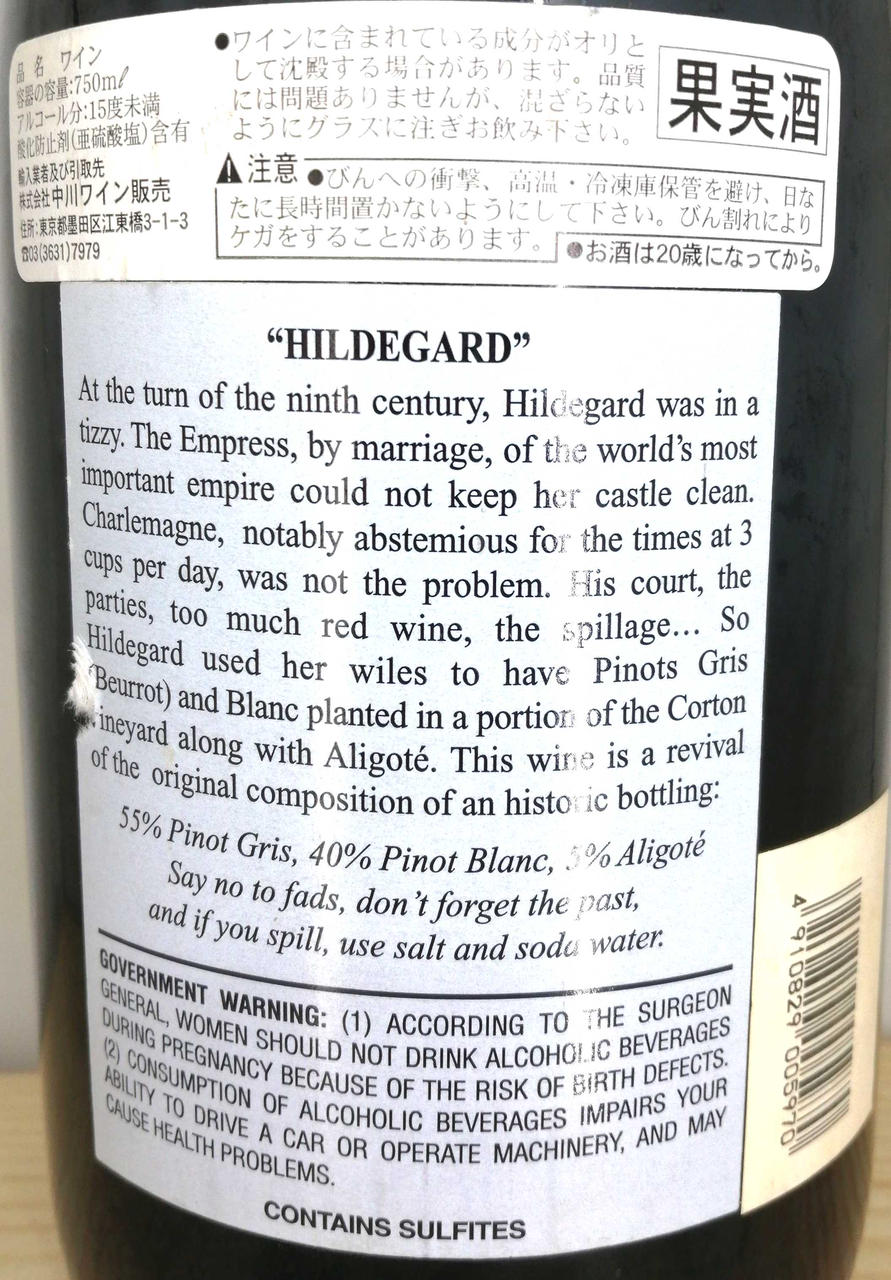 品 名 ワイン
容器の容量:750mℓ
アルコール分:15度未満
酸化防止剤(亜硫酸塩)含有
輸入業者及び引取先
株式会社中川ワイン販売
住所:東京都墨田区江東橋3-1-3
☎03(3631)7979
●ワインに含まれている成分がオリと
して沈殿する場合があります。品質
には問題ありませんが、混ざらない
ようにグラスに注ぎお飲み下さい。
果実酒
⚠注意 ●びんへの衝撃、高温・冷凍庫保管を避け、日な
たに長時間置かないようにして下さい。びん割れにより
ケガをすることがあります。
●お酒は20歳になってから。
“HILDEGARD”
At the turn of the ninth century, Hildegard was in a
tizzy. The Empress, by marriage, of the world’s most
important empire could not keep her castle clean.
Charlemagne, notably abstemious for the times at 3
cups per day, was not the problem. His court, the
parties, too much red wine, the spillage... So
Hildegard used her wiles to have Pinots Gris
(Beurrot) and Blanc planted in a portion of the Corton
vineyard along with Aligoté. This wine is a revival
of the original composition of an historic bottling:
55% Pinot Gris, 40% Pinot Blanc, 5% Aligoté
Say no to fads, don’t forget the past,
and if you spill, use salt and soda water.
GOVERNMENT WARNING: (1) ACCORDING TO THE SURGEON
GENERAL, WOMEN SHOULD NOT DRINK ALCOHOLIC BEVERAGES
DURING PREGNANCY BECAUSE OF THE RISK OF BIRTH DEFECTS.
(2) CONSUMPTION OF ALCOHOLIC BEVERAGES IMPAIRS YOUR
ABILITY TO DRIVE A CAR OR OPERATE MACHINERY, AND MAY
CAUSE HEALTH PROBLEMS.
CONTAINS SULFITES
4 910829 005970